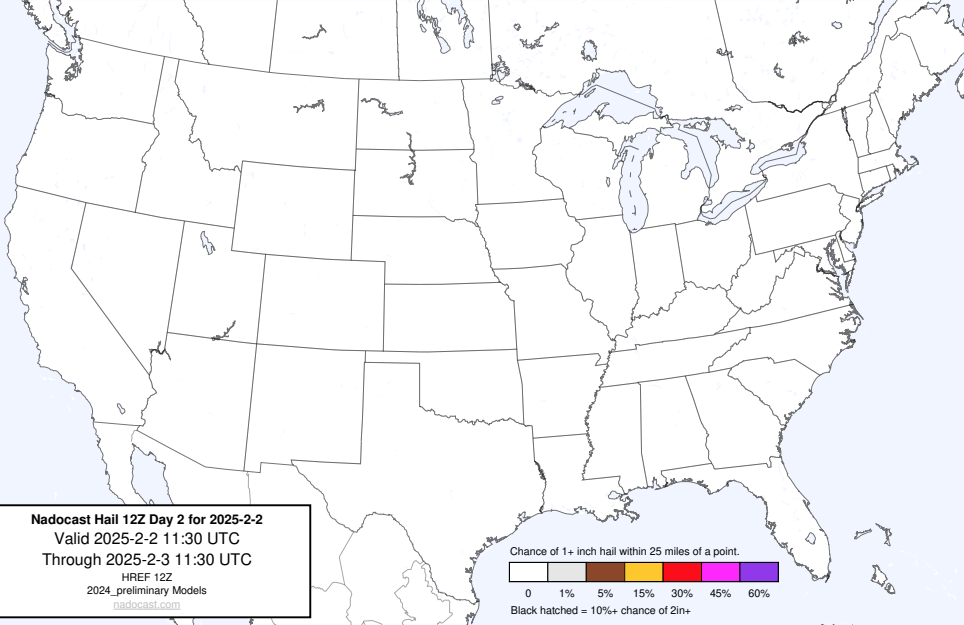 Nadocast Hail 12Z Day 2 for 2025-2-2
Valid 2025-2-2 11:30 UTC
Through 2025-2-3 11:30 UTC
HREF 12Z
2024_preliminary Models
nadocast.com
Chance of 1+ inch hail within 25 miles of a point.
0 1% 5% 15% 30% 45% 60%
Black hatched = 10%+ chance of 2in+